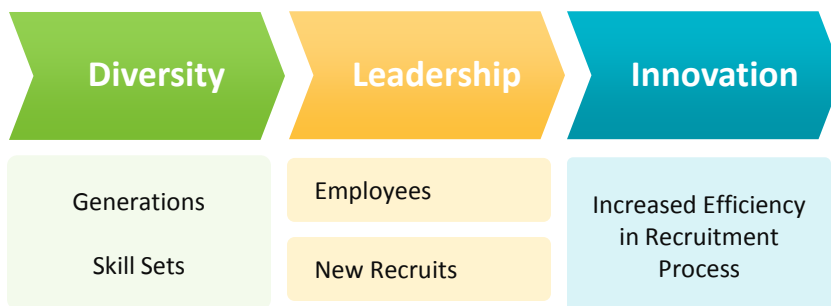 Diversity
Leadership
Innovation
Generations
Skill Sets
Employees
New Recruits
Increased Efficiency
in Recruitment
Process